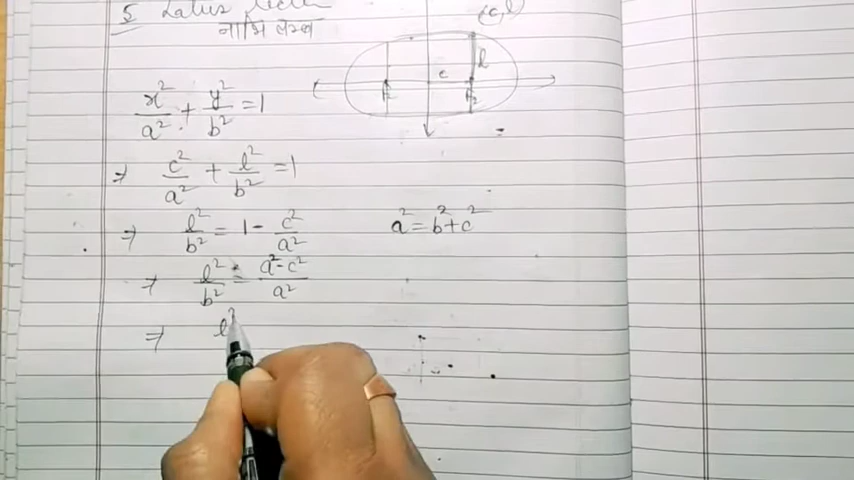 5 Latus rectum
नाभि लम्ब
(c, l)
l
c
F₂
x²/a² + y²/b² = 1
⇒ c²/a² + l²/b² = 1
⇒ l²/b² = 1 - c²/a²
a² = b² + c²
⇒ l²/b² = a² - c²/a²
⇒ l²